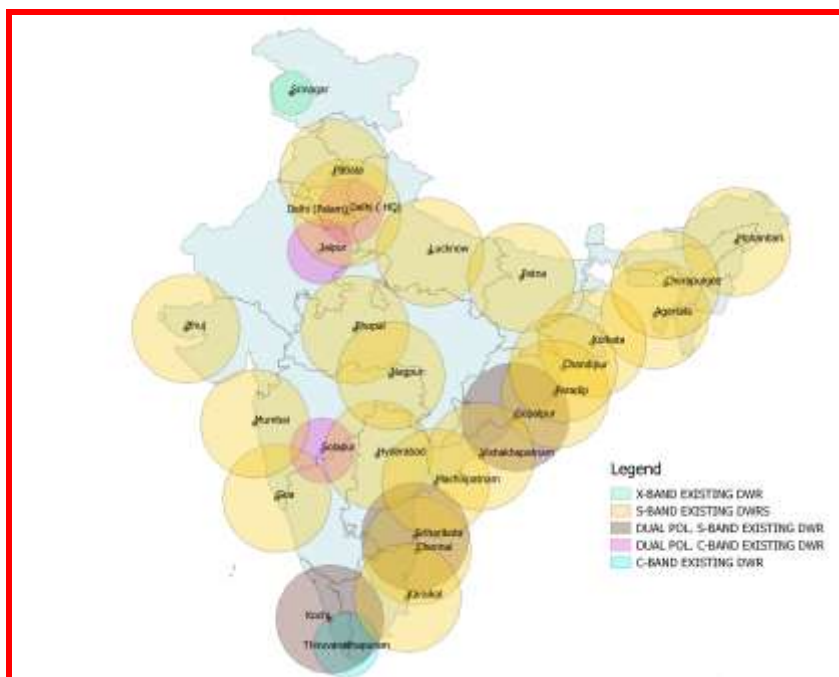 Srinagar
Patiala
Delhi (Palam)
Delhi ( HQ)
Jaipur
Lucknow
Patna
Mohanbari
Cherrapunjee
Agartala
Bhuj
Bhopal
Kolkata
Nagpur
Chandipur
Paradip
Gopalpur
Mumbai
Solapur
Hyderabad
Vishakhapatnam
Machlipatnam
Goa
Sriharikota
Chennai
Karaikal
Kochi
Thiruvananthapuram
Legend
X-BAND EXISTING DWR
S-BAND EXISTING DWRS
DUAL POL. S-BAND EXISTING DWR
DUAL POL. C-BAND EXISTING DWR
C-BAND EXISTING DWR